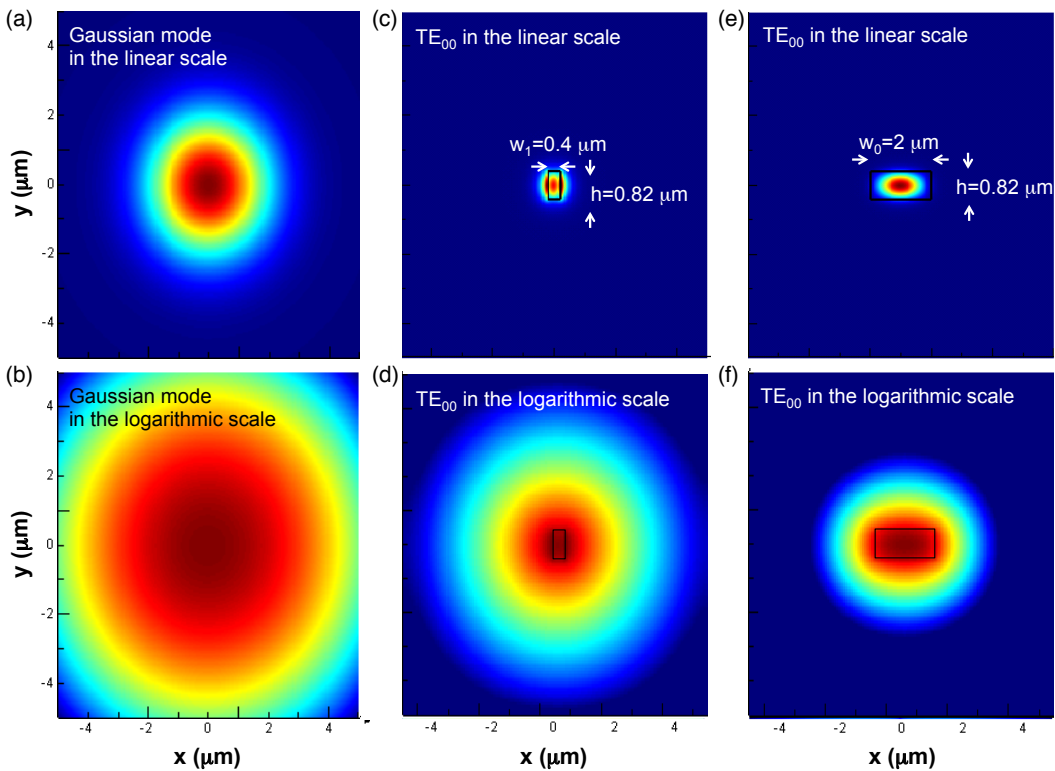 (a)
Gaussian mode
in the linear scale
4
2
0
-2
-4
y (μm)
(c)
TE00 in the linear scale
w1=0.4 μm
h=0.82 μm
(e)
TE00 in the linear scale
w0=2 μm
h=0.82 μm
(b)
Gaussian mode
in the logarithmic scale
4
2
0
-2
-4
y (μm)
-2 0 2 4
x (μm)
(d)
TE00 in the logarithmic scale
-2 0 2 4
x (μm)
(f)
TE00 in the logarithmic scale
-2 0 2 4
x (μm)